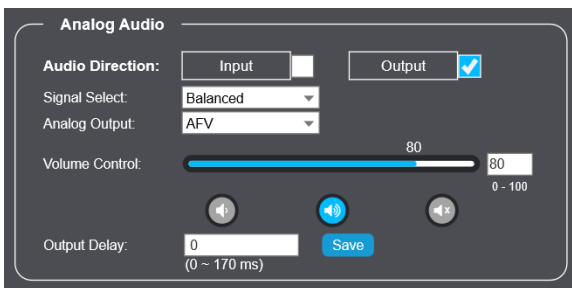 Analog Audio
Audio Direction: Input Output
Signal Select: Balanced
Analog Output: AFV
80
Volume Control: 80
0 - 100
Output Delay: 0 Save
(0 ~ 170 ms)